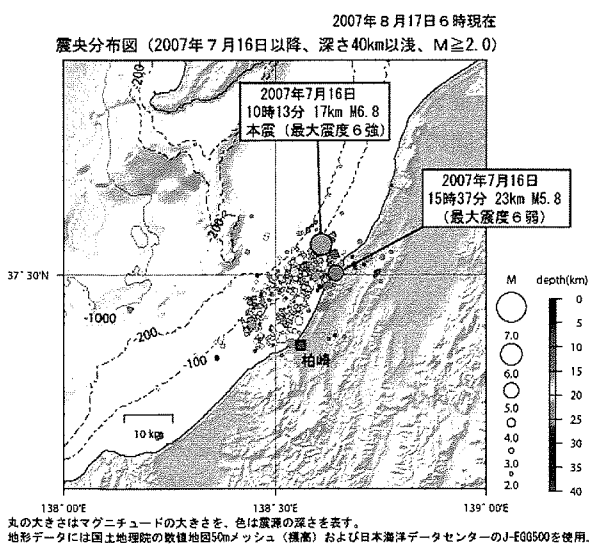 2007年8月17日6時現在
震央分布図（2007年7月16日以降、深さ40km以浅、M≧2.0）
2007年7月16日
10時13分 17km M6.8
本震（最大震度6強）
2007年7月16日
15時37分 23km M5.8
（最大震度6弱）
-200
-200
37°30'N
-1000
-200
-100
柏崎
10 kms
138°00'E
138°30'E
139°00'E
M
7.0
6.0
5.0
4.0
3.0
2.0
depth(km)
0
5
10
15
20
25
30
35
40
丸の大きさはマグニチュードの大きさを、色は震源の深さを表す。
地形データには国土地理院の数値地図50mメッシュ（標高）および日本海洋データセンターのJ-EGG500を使用。